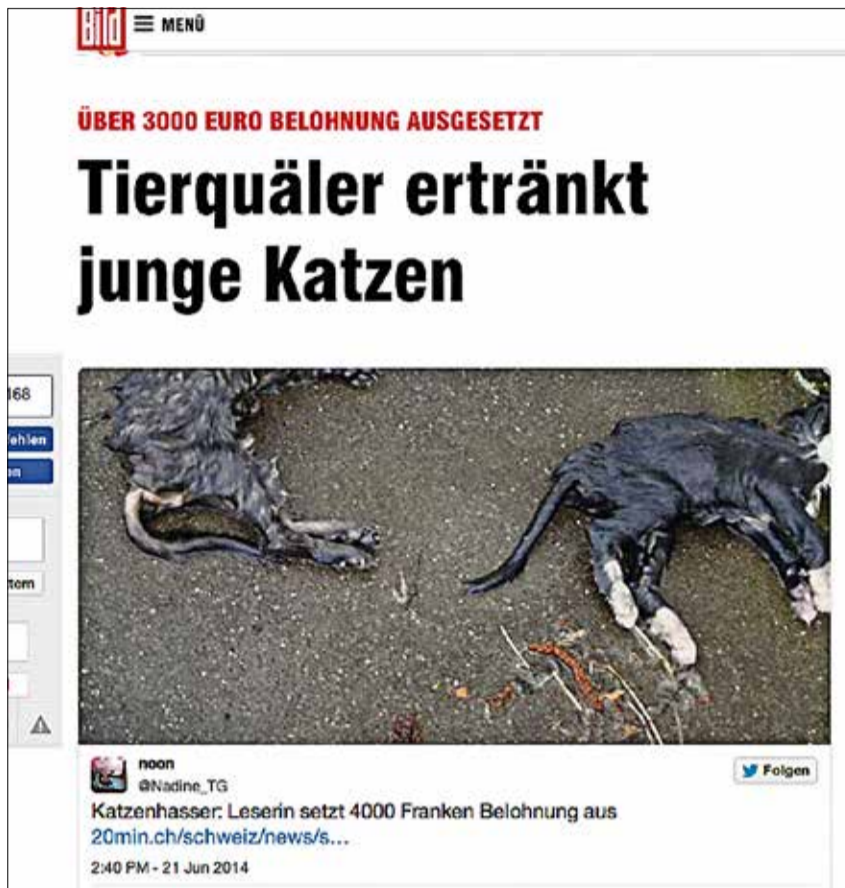 Bild
MENÜ
ÜBER 3000 EURO BELOHNUNG AUSGESETZT
Tierquäler ertränkt
junge Katzen
168
noon
@Nadine_TG
Folgen
Katzenhasser: Leserin setzt 4000 Franken Belohnung aus
20min.ch/schweiz/news/s...
2:40 PM - 21 Jun 2014